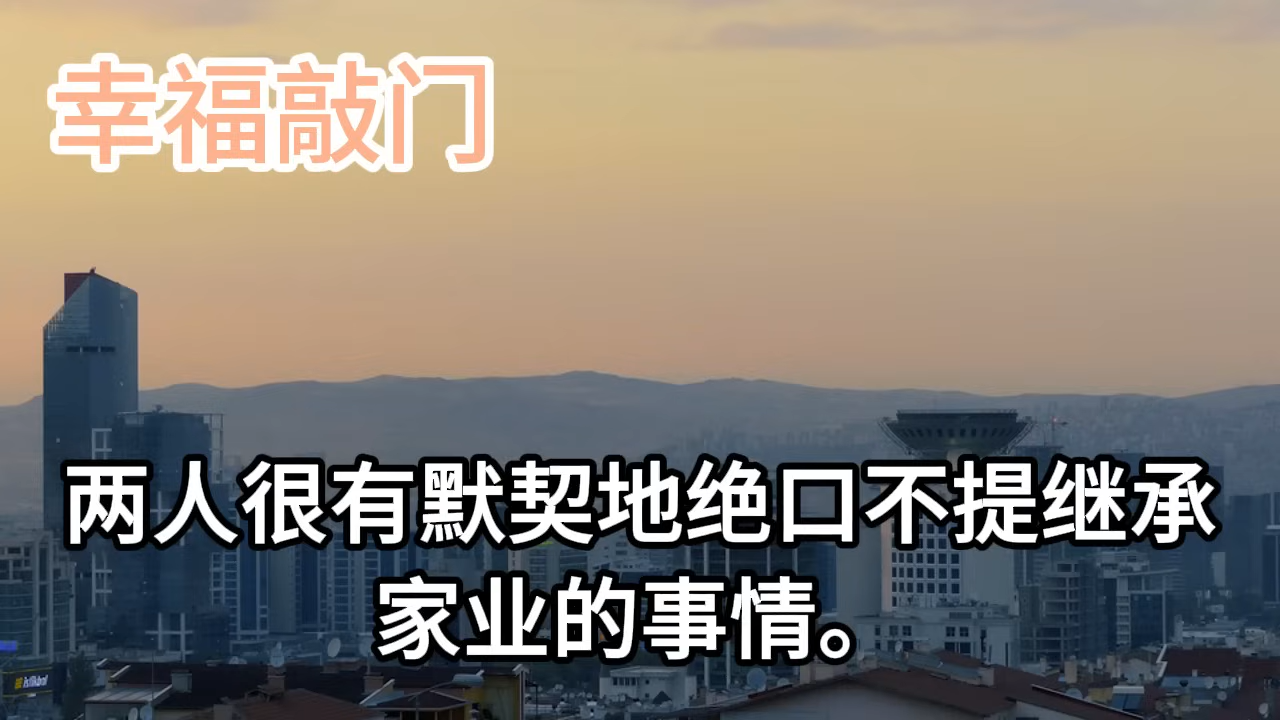 幸福敲门
两人很有默契地绝口不提继承
家业的事情。